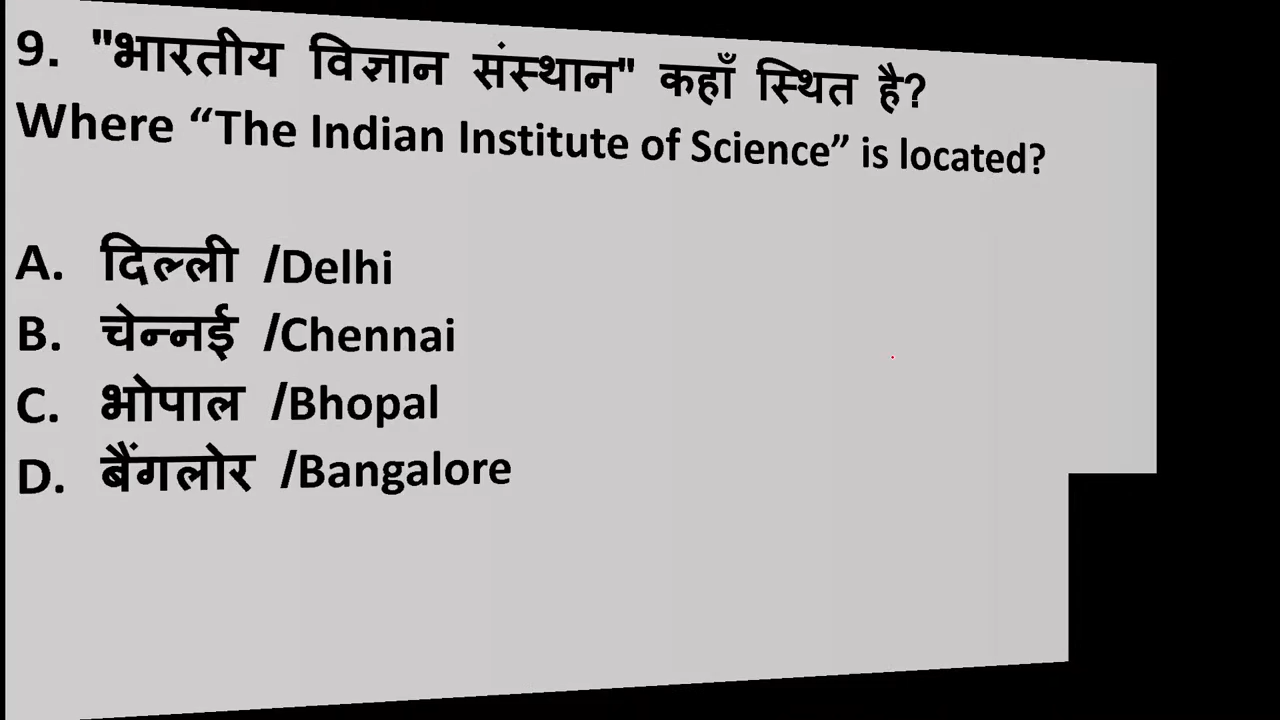 9. "भारतीय विज्ञान संस्थान" कहाँ स्थित है?
Where “The Indian Institute of Science” is located?
A. दिल्ली /Delhi
B. चेन्नई /Chennai
C. भोपाल /Bhopal
D. बैंगलोर /Bangalore